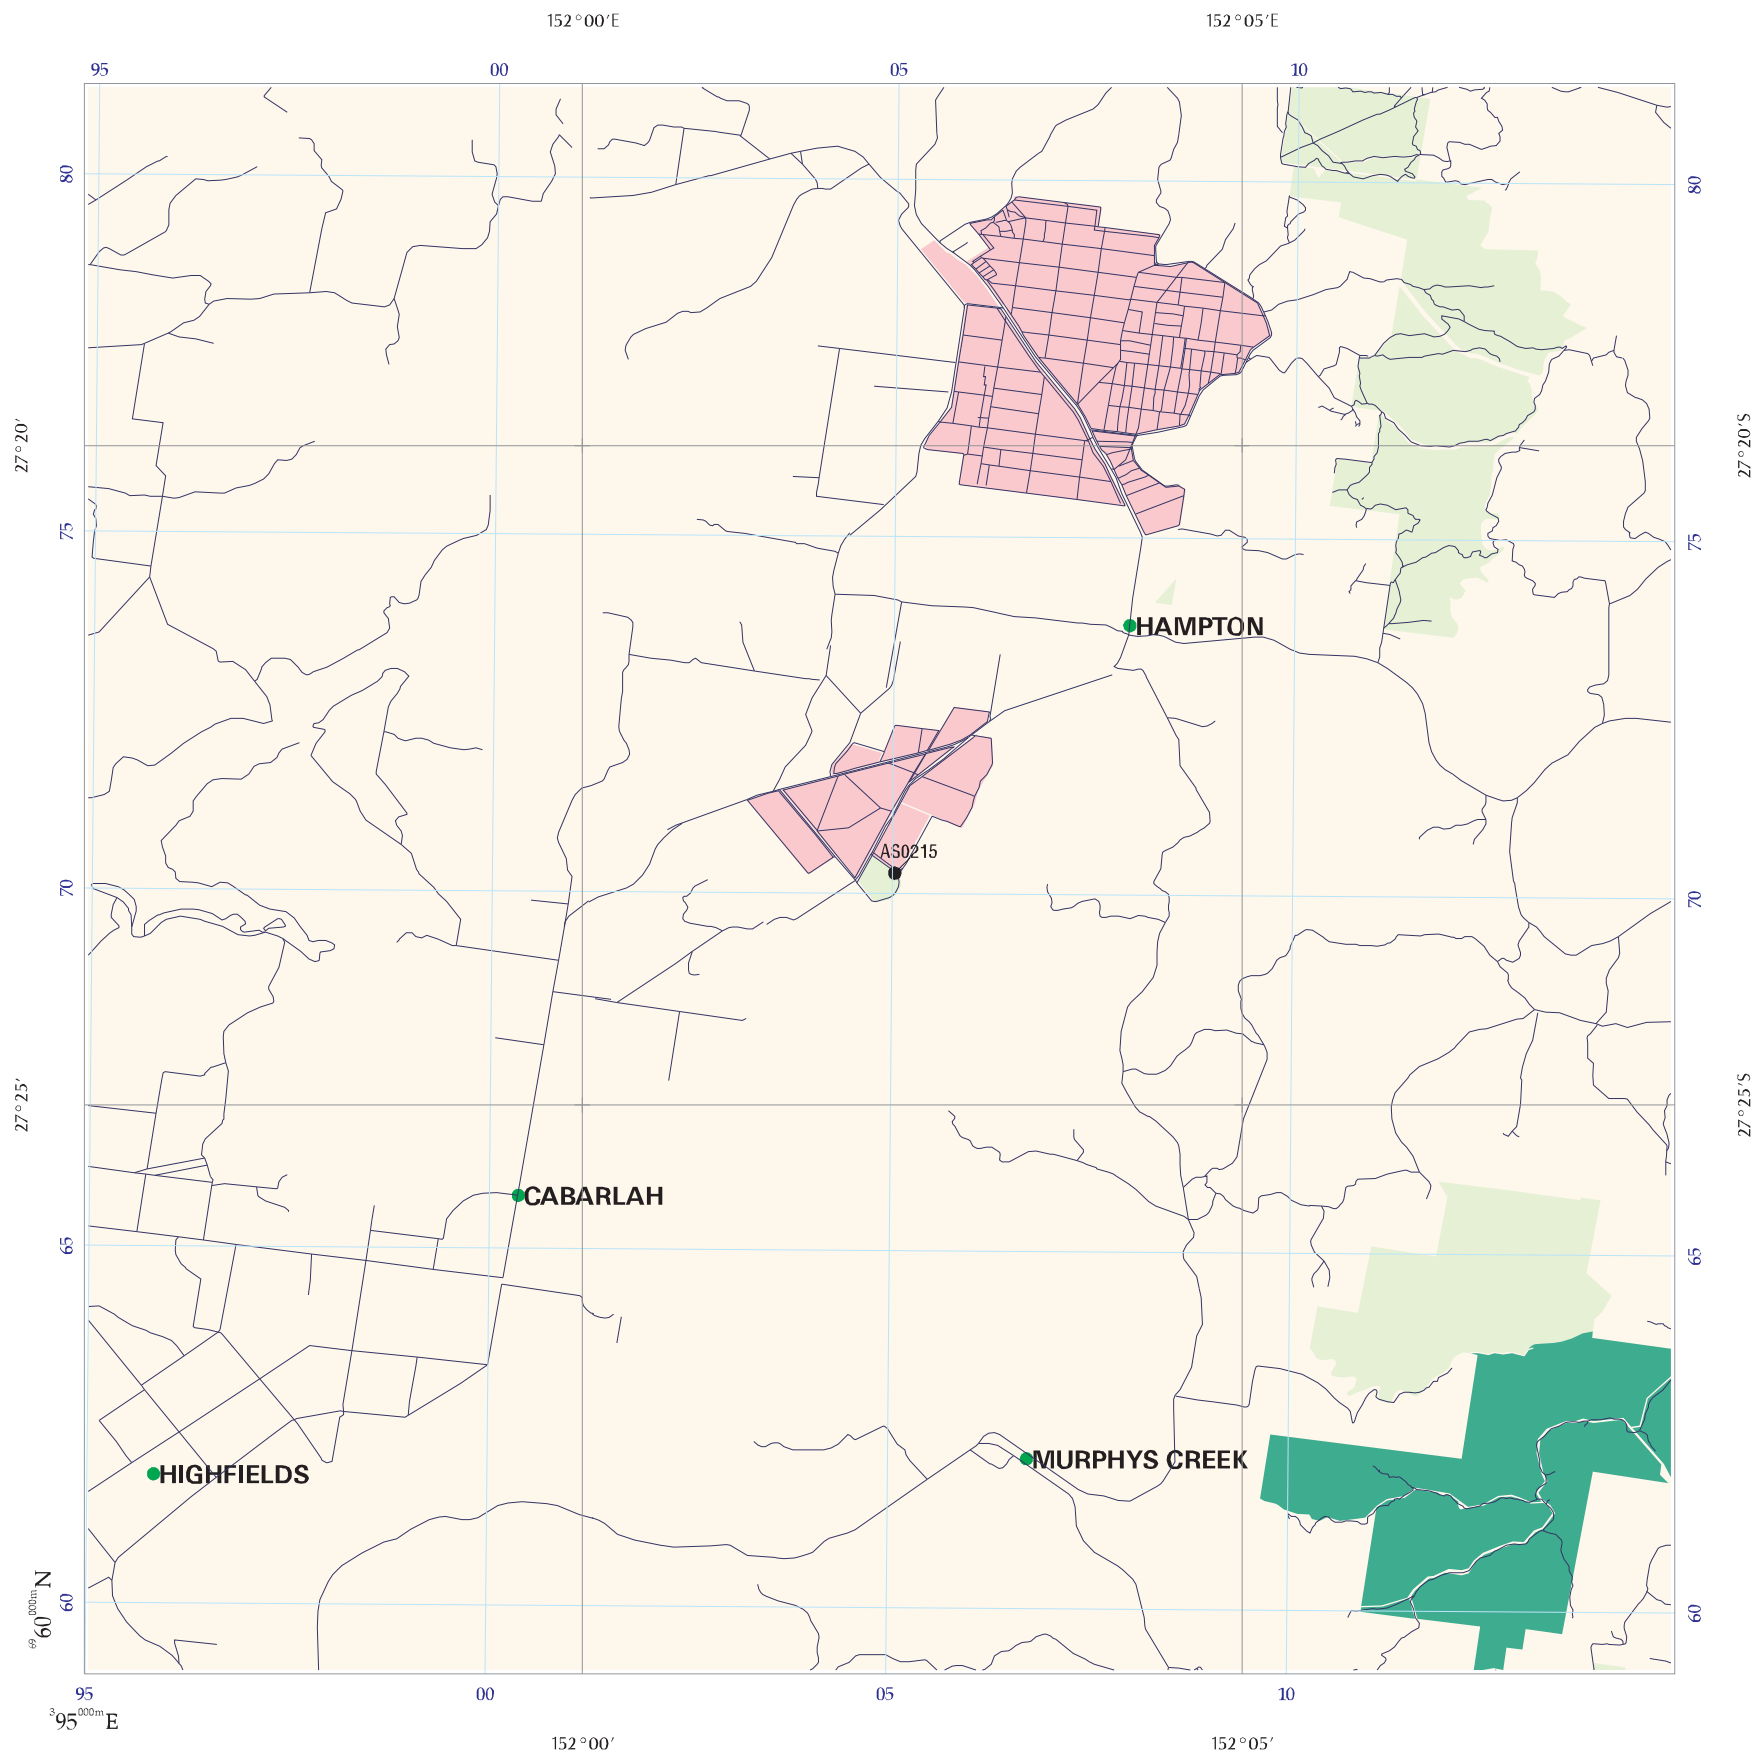 152°00′E 152°05′E
95 00 05 10
80 80
27°20′ 27°20′S
75 75
HAMPTON
AS0215
70 70
27°25′ 27°25′S
CABARLAH
65 65
MURPHYS CREEK
HIGHFIELDS
⁶⁹60⁰⁰⁰ᵐN 60 60
95 00 05 10
³95⁰⁰⁰ᵐE
152°00′ 152°05′